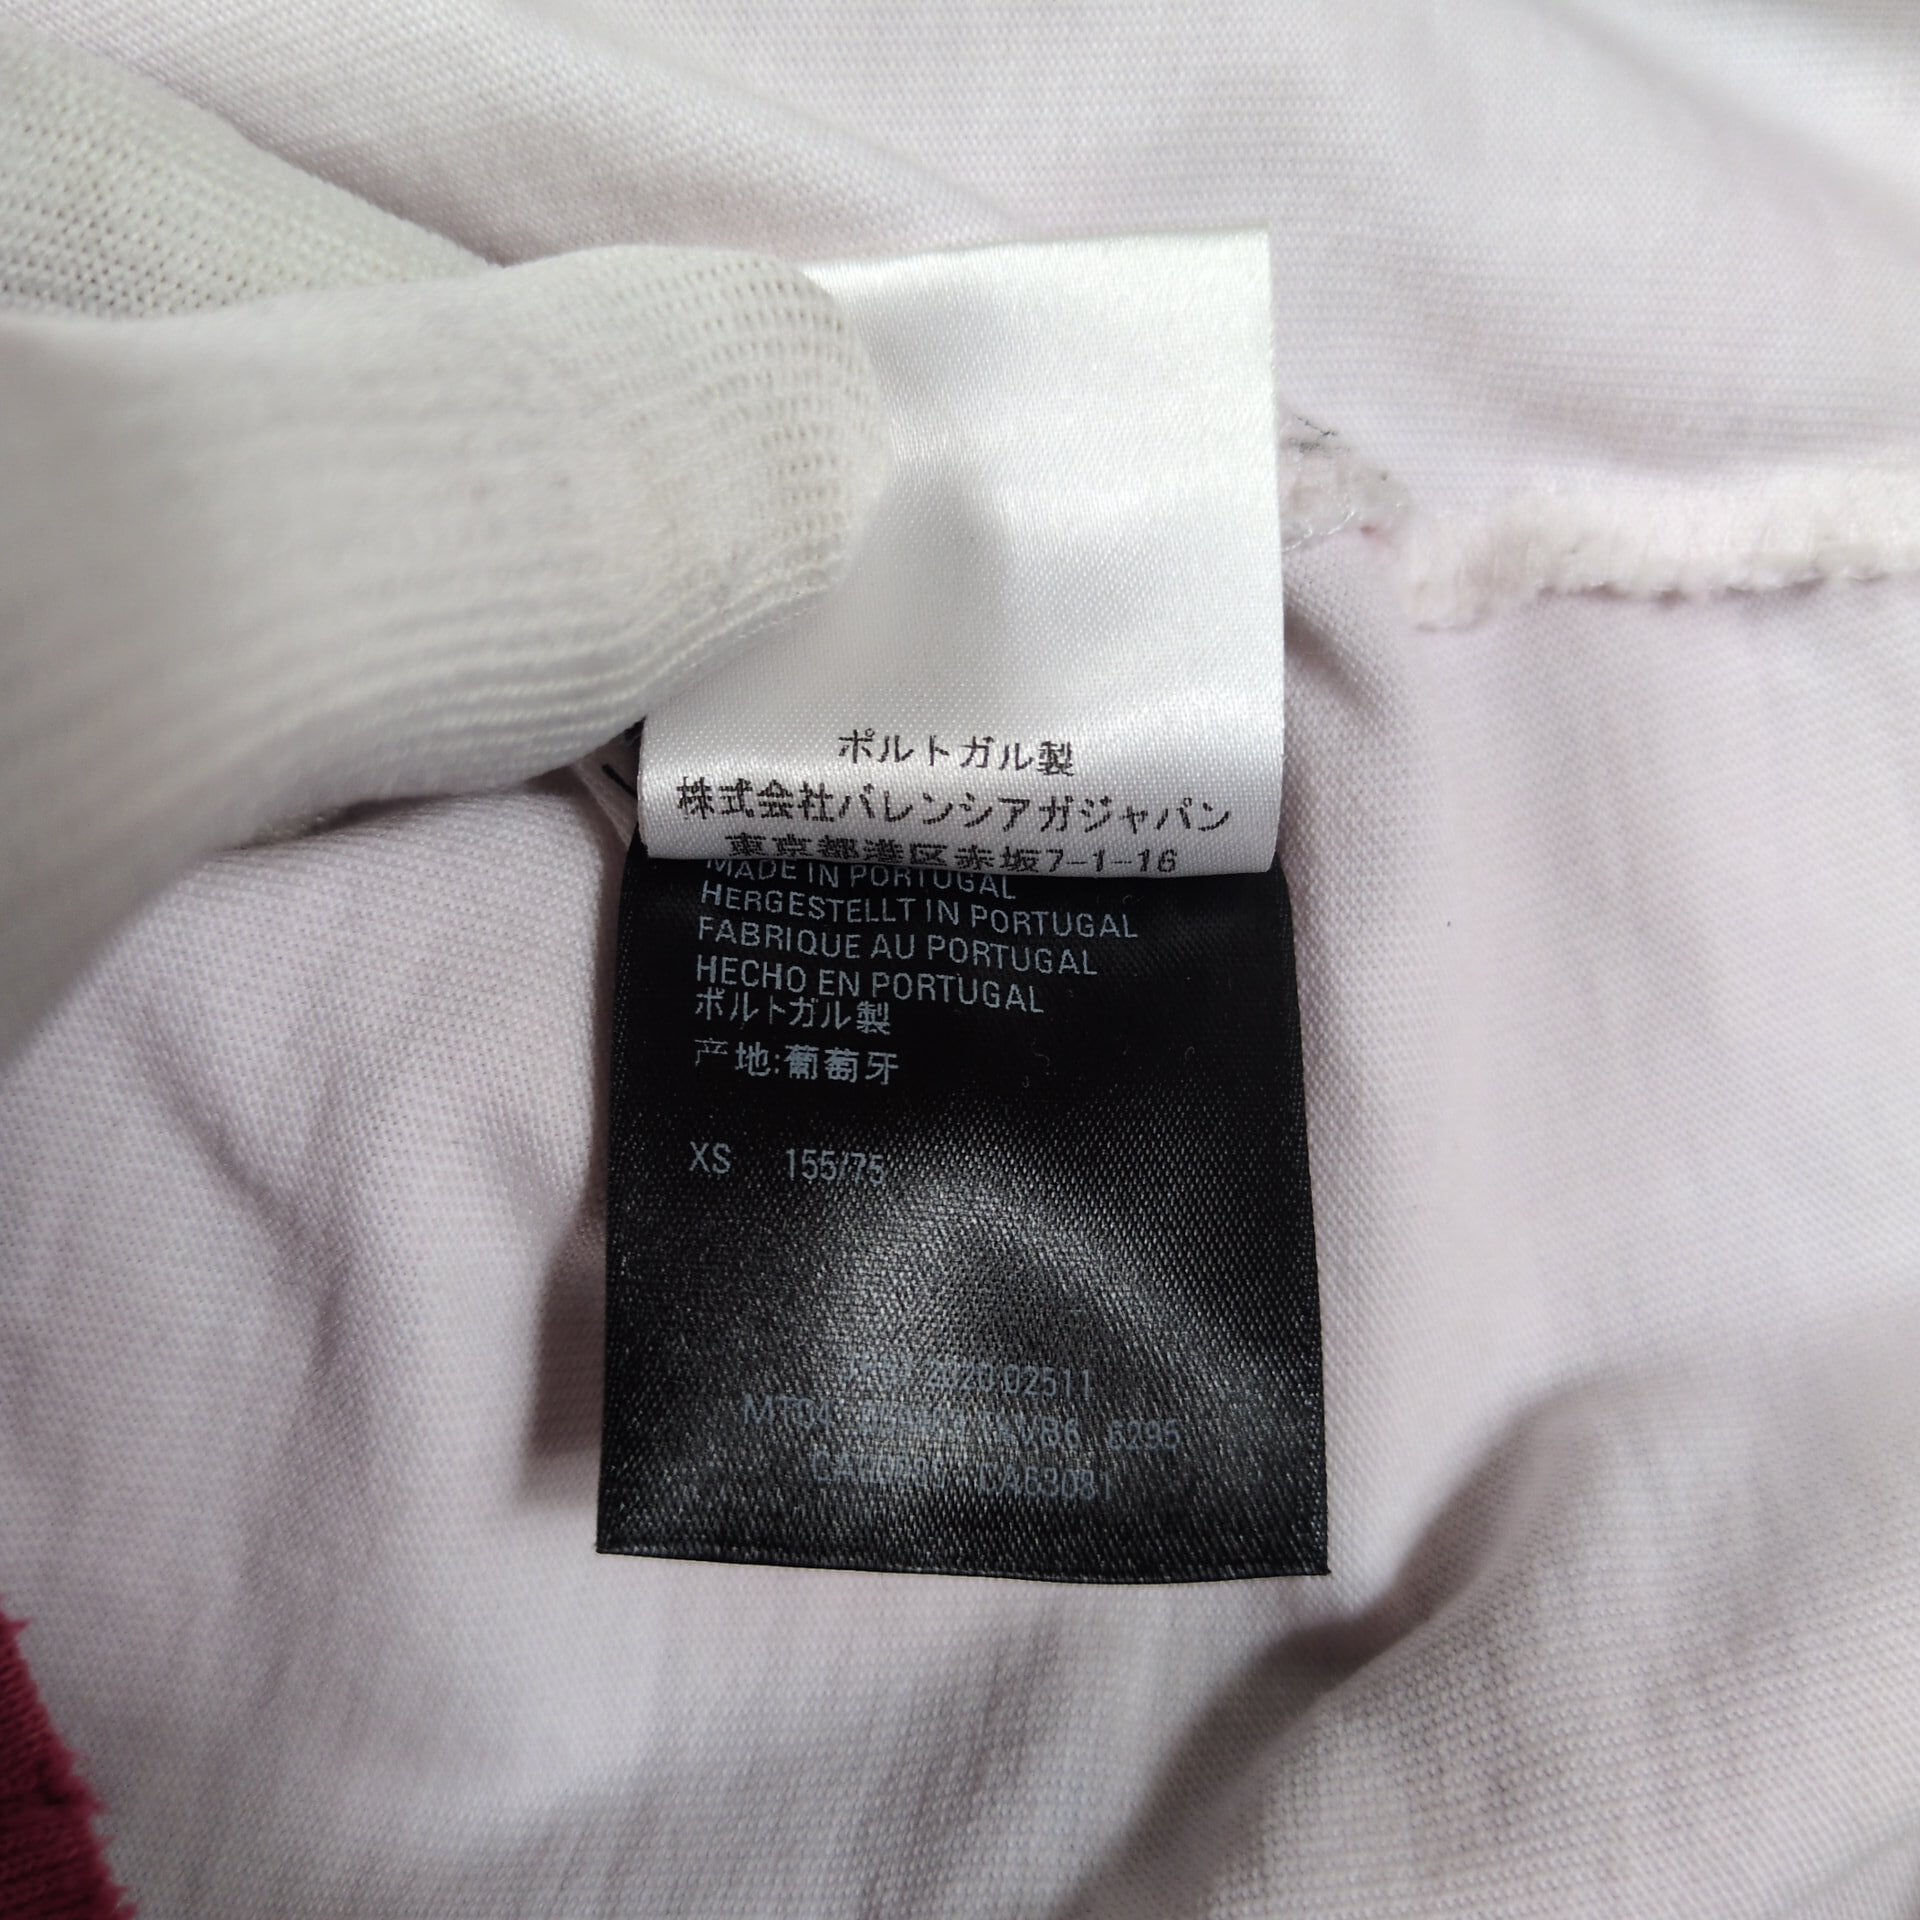 ポルトガル製
株式会社バレンシアガジャパン
東京都港区赤坂7-1-16
MADE IN PORTUGAL
HERGESTELLT IN PORTUGAL
FABRIQUE AU PORTUGAL
HECHO EN PORTUGAL
ポルトガル製
产地:葡萄牙
XS 155/75